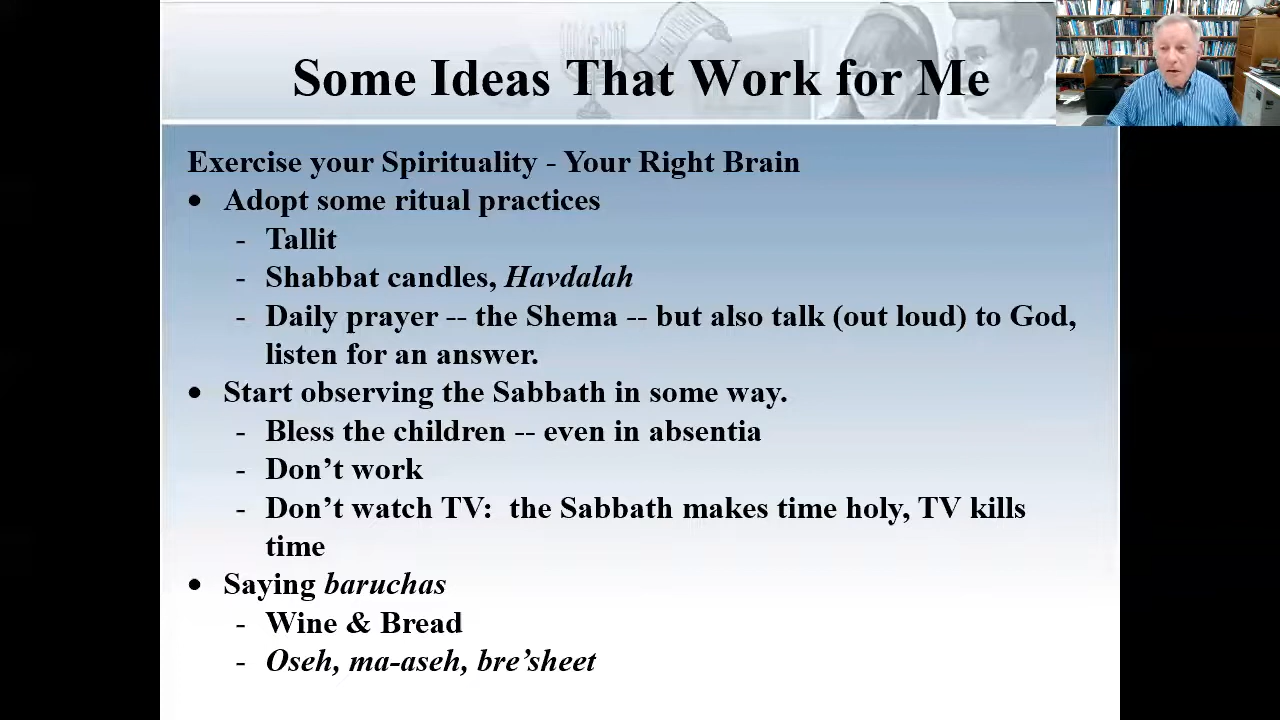 Some Ideas That Work for Me
Exercise your Spirituality - Your Right Brain
• Adopt some ritual practices
- Tallit
- Shabbat candles, Havdalah
- Daily prayer -- the Shema -- but also talk (out loud) to God,
listen for an answer.
• Start observing the Sabbath in some way.
- Bless the children -- even in absentia
- Don’t work
- Don’t watch TV:  the Sabbath makes time holy, TV kills
time
• Saying baruchas
- Wine & Bread
- Oseh, ma-aseh, bre’sheet